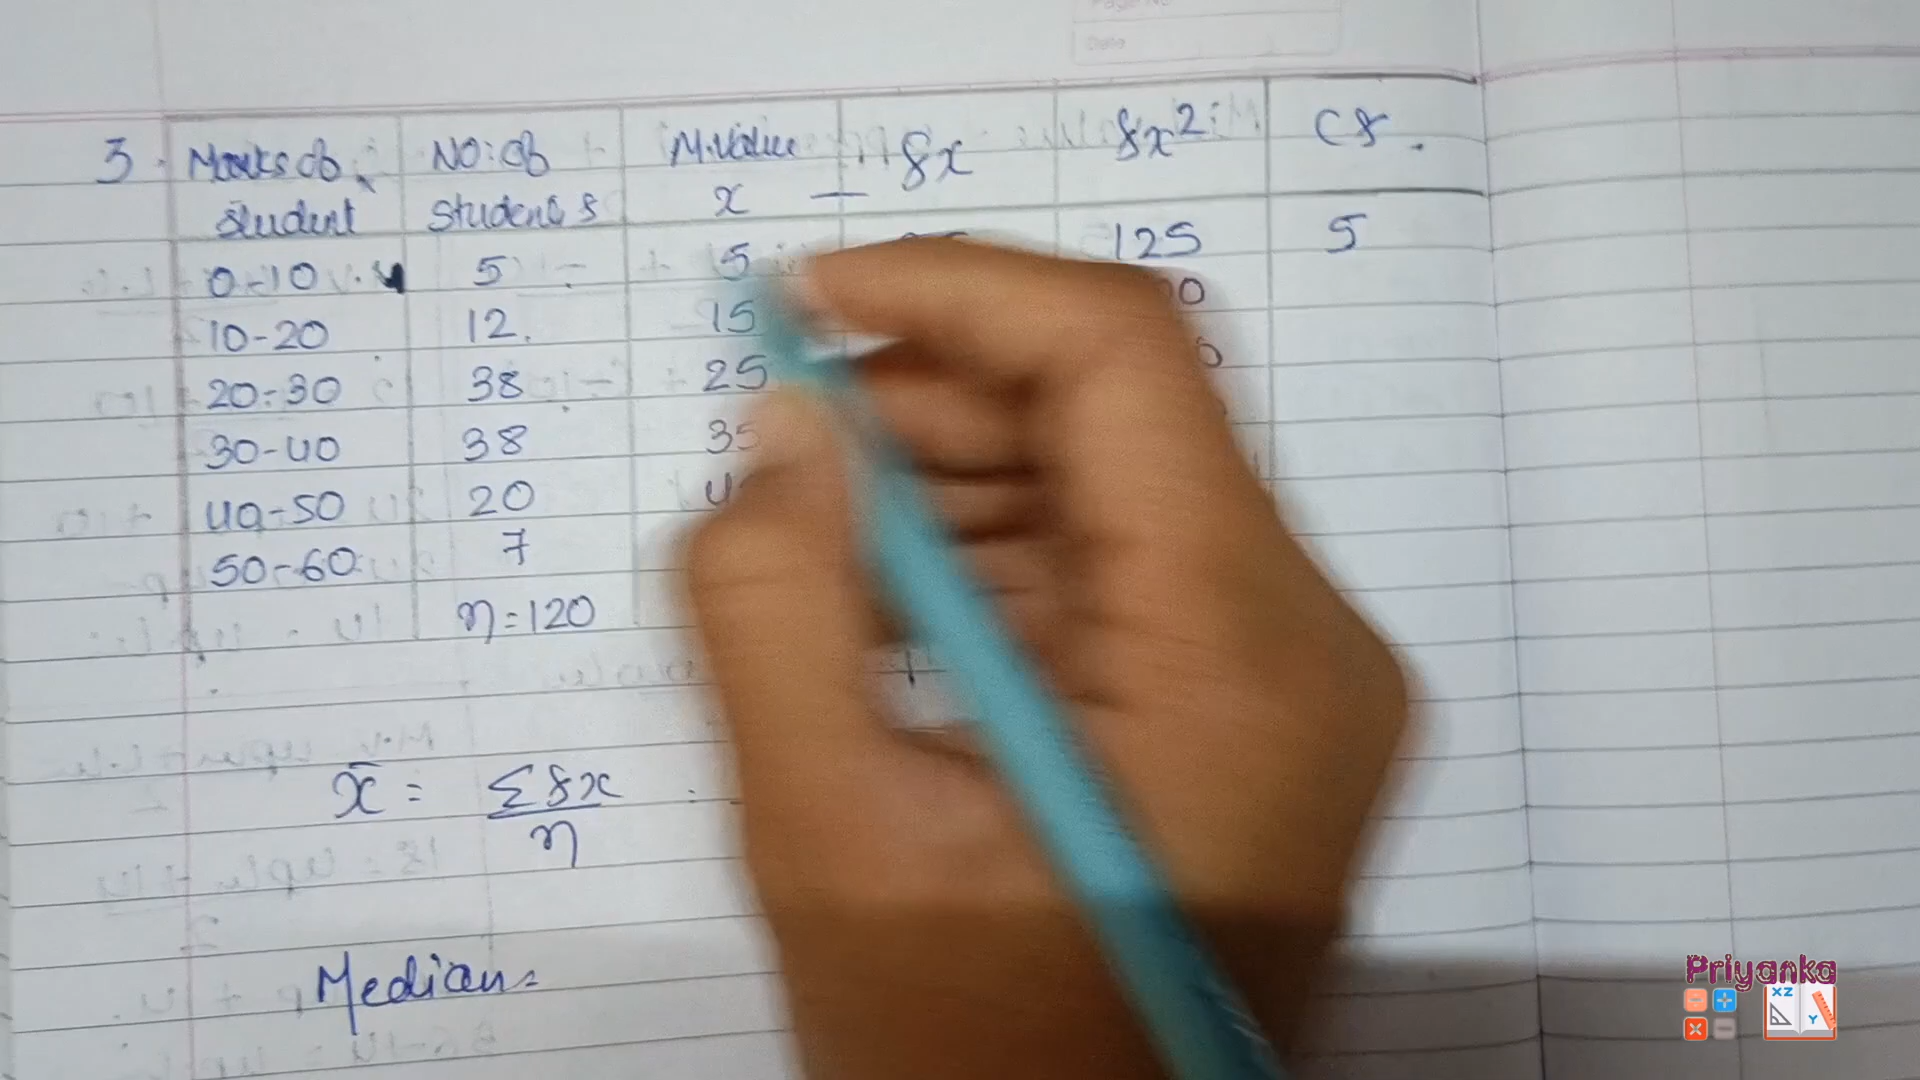 3. Marks of No: of M.value fx fx² cf.
student students x
0-10 5 5 125 5
10-20 12. 15
20-30 38 25
30-40 38 35
40-50 20
50-60 7
n=120
x̄ = Σfx =
n
Median =
Priyanka